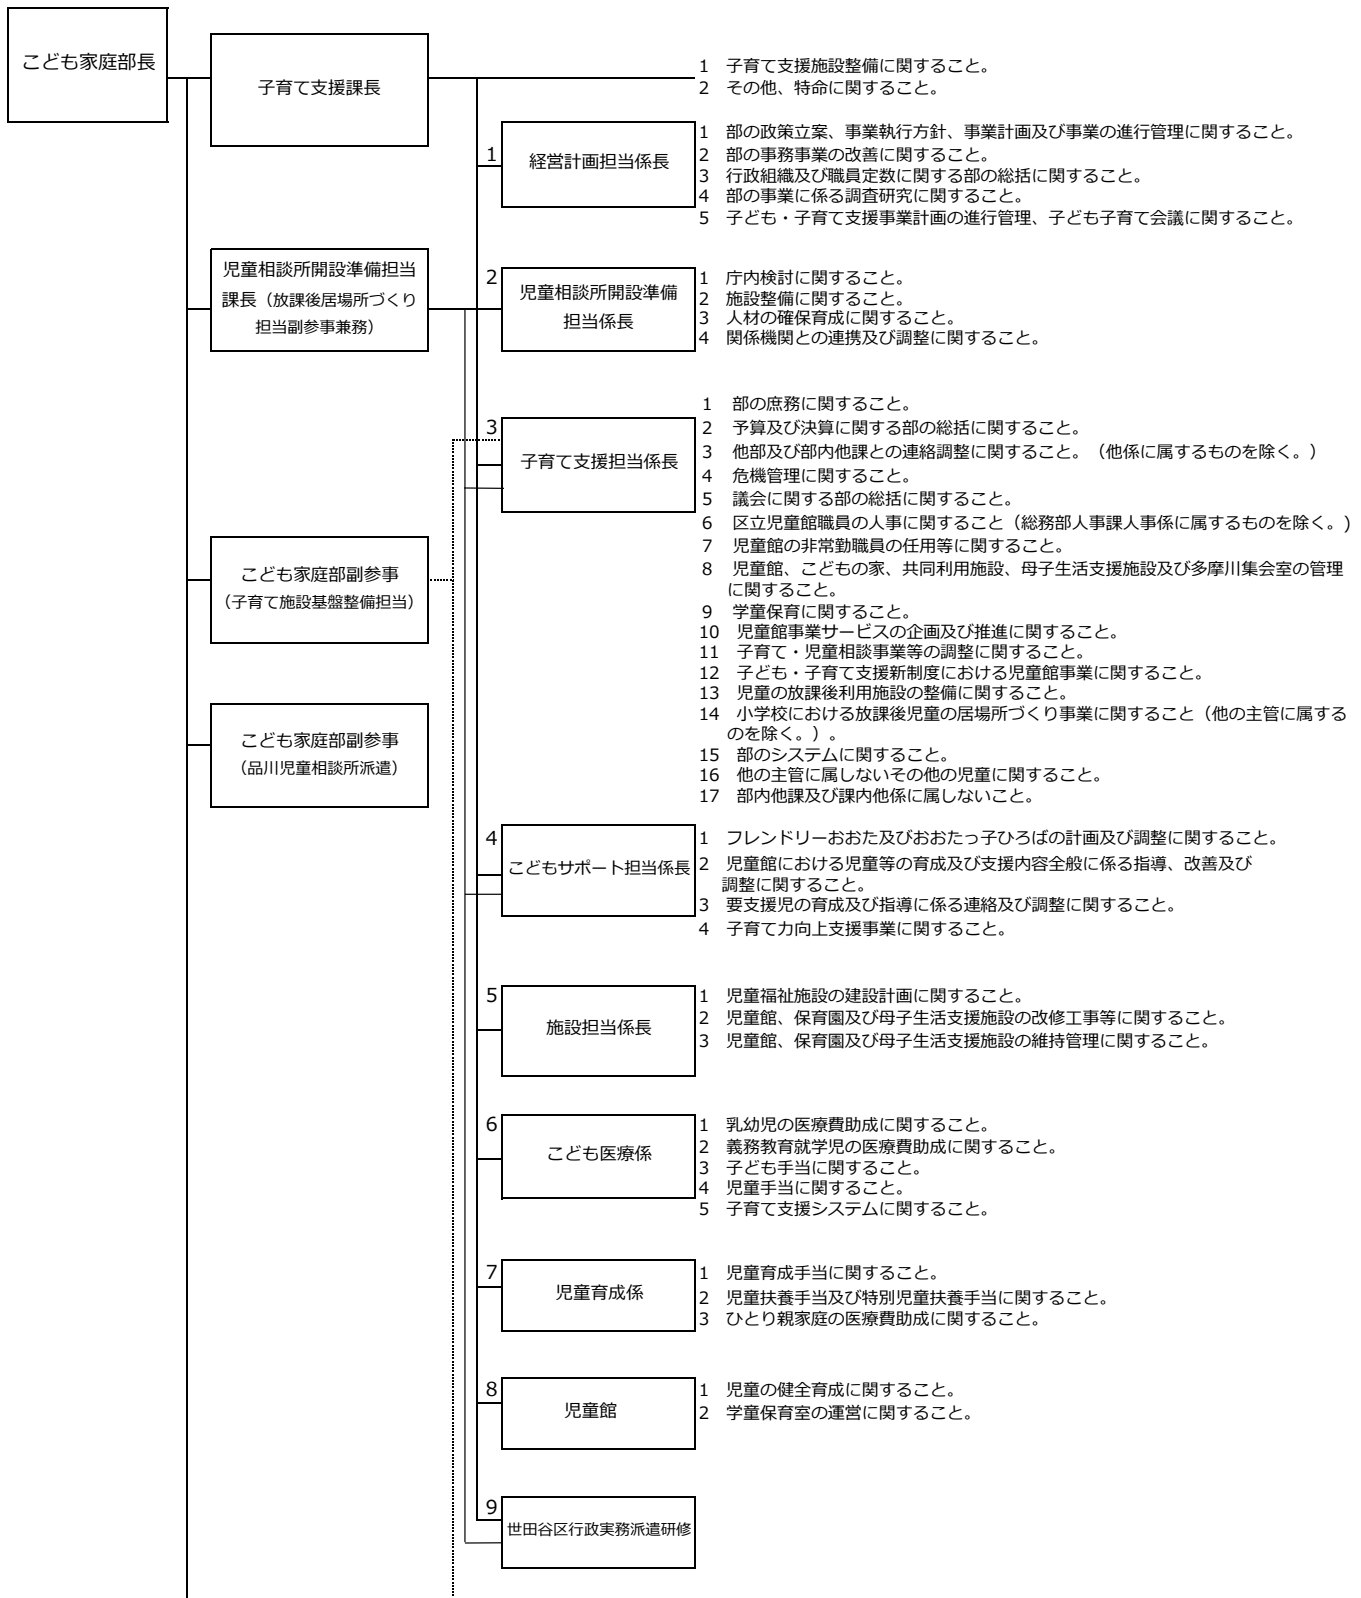 こども家庭部長
子育て支援課長
1 子育て支援施設整備に関すること。
2 その他、特命に関すること。
1
経営計画担当係長
1 部の政策立案、事業執行方針、事業計画及び事業の進行管理に関すること。
2 部の事務事業の改善に関すること。
3 行政組織及び職員定数に関する部の総括に関すること。
4 部の事業に係る調査研究に関すること。
5 子ども・子育て支援事業計画の進行管理、子ども子育て会議に関すること。
児童相談所開設準備担当
課長（放課後居場所づくり
担当副参事兼務）
2
児童相談所開設準備
担当係長
1 庁内検討に関すること。
2 施設整備に関すること。
3 人材の確保育成に関すること。
4 関係機関との連携及び調整に関すること。
3
子育て支援担当係長
1 部の庶務に関すること。
2 予算及び決算に関する部の総括に関すること。
3 他部及び部内他課との連絡調整に関すること。（他係に属するものを除く。）
4 危機管理に関すること。
5 議会に関する部の総括に関すること。
6 区立児童館職員の人事に関すること（総務部人事課人事係に属するものを除く。)
7 児童館の非常勤職員の任用等に関すること。
8 児童館、こどもの家、共同利用施設、母子生活支援施設及び多摩川集会室の管理
に関すること。
9 学童保育に関すること。
10 児童館事業サービスの企画及び推進に関すること。
11 子育て・児童相談事業等の調整に関すること。
12 子ども・子育て支援新制度における児童館事業に関すること。
13 児童の放課後利用施設の整備に関すること。
14 小学校における放課後児童の居場所づくり事業に関すること（他の主管に属する
のを除く。）。
15 部のシステムに関すること。
16 他の主管に属しないその他の児童に関すること。
17 部内他課及び課内他係に属しないこと。
こども家庭部副参事
（子育て施設基盤整備担当）
こども家庭部副参事
（品川児童相談所派遣）
4
こどもサポート担当係長
1 フレンドリーおおた及びおおたっ子ひろばの計画及び調整に関すること。
2 児童館における児童等の育成及び支援内容全般に係る指導、改善及び
調整に関すること。
3 要支援児の育成及び指導に係る連絡及び調整に関すること。
4 子育て力向上支援事業に関すること。
5
施設担当係長
1 児童福祉施設の建設計画に関すること。
2 児童館、保育園及び母子生活支援施設の改修工事等に関すること。
3 児童館、保育園及び母子生活支援施設の維持管理に関すること。
6
こども医療係
1 乳幼児の医療費助成に関すること。
2 義務教育就学児の医療費助成に関すること。
3 子ども手当に関すること。
4 児童手当に関すること。
5 子育て支援システムに関すること。
7
児童育成係
1 児童育成手当に関すること。
2 児童扶養手当及び特別児童扶養手当に関すること。
3 ひとり親家庭の医療費助成に関すること。
8
児童館
1 児童の健全育成に関すること。
2 学童保育室の運営に関すること。
9
世田谷区行政実務派遣研修